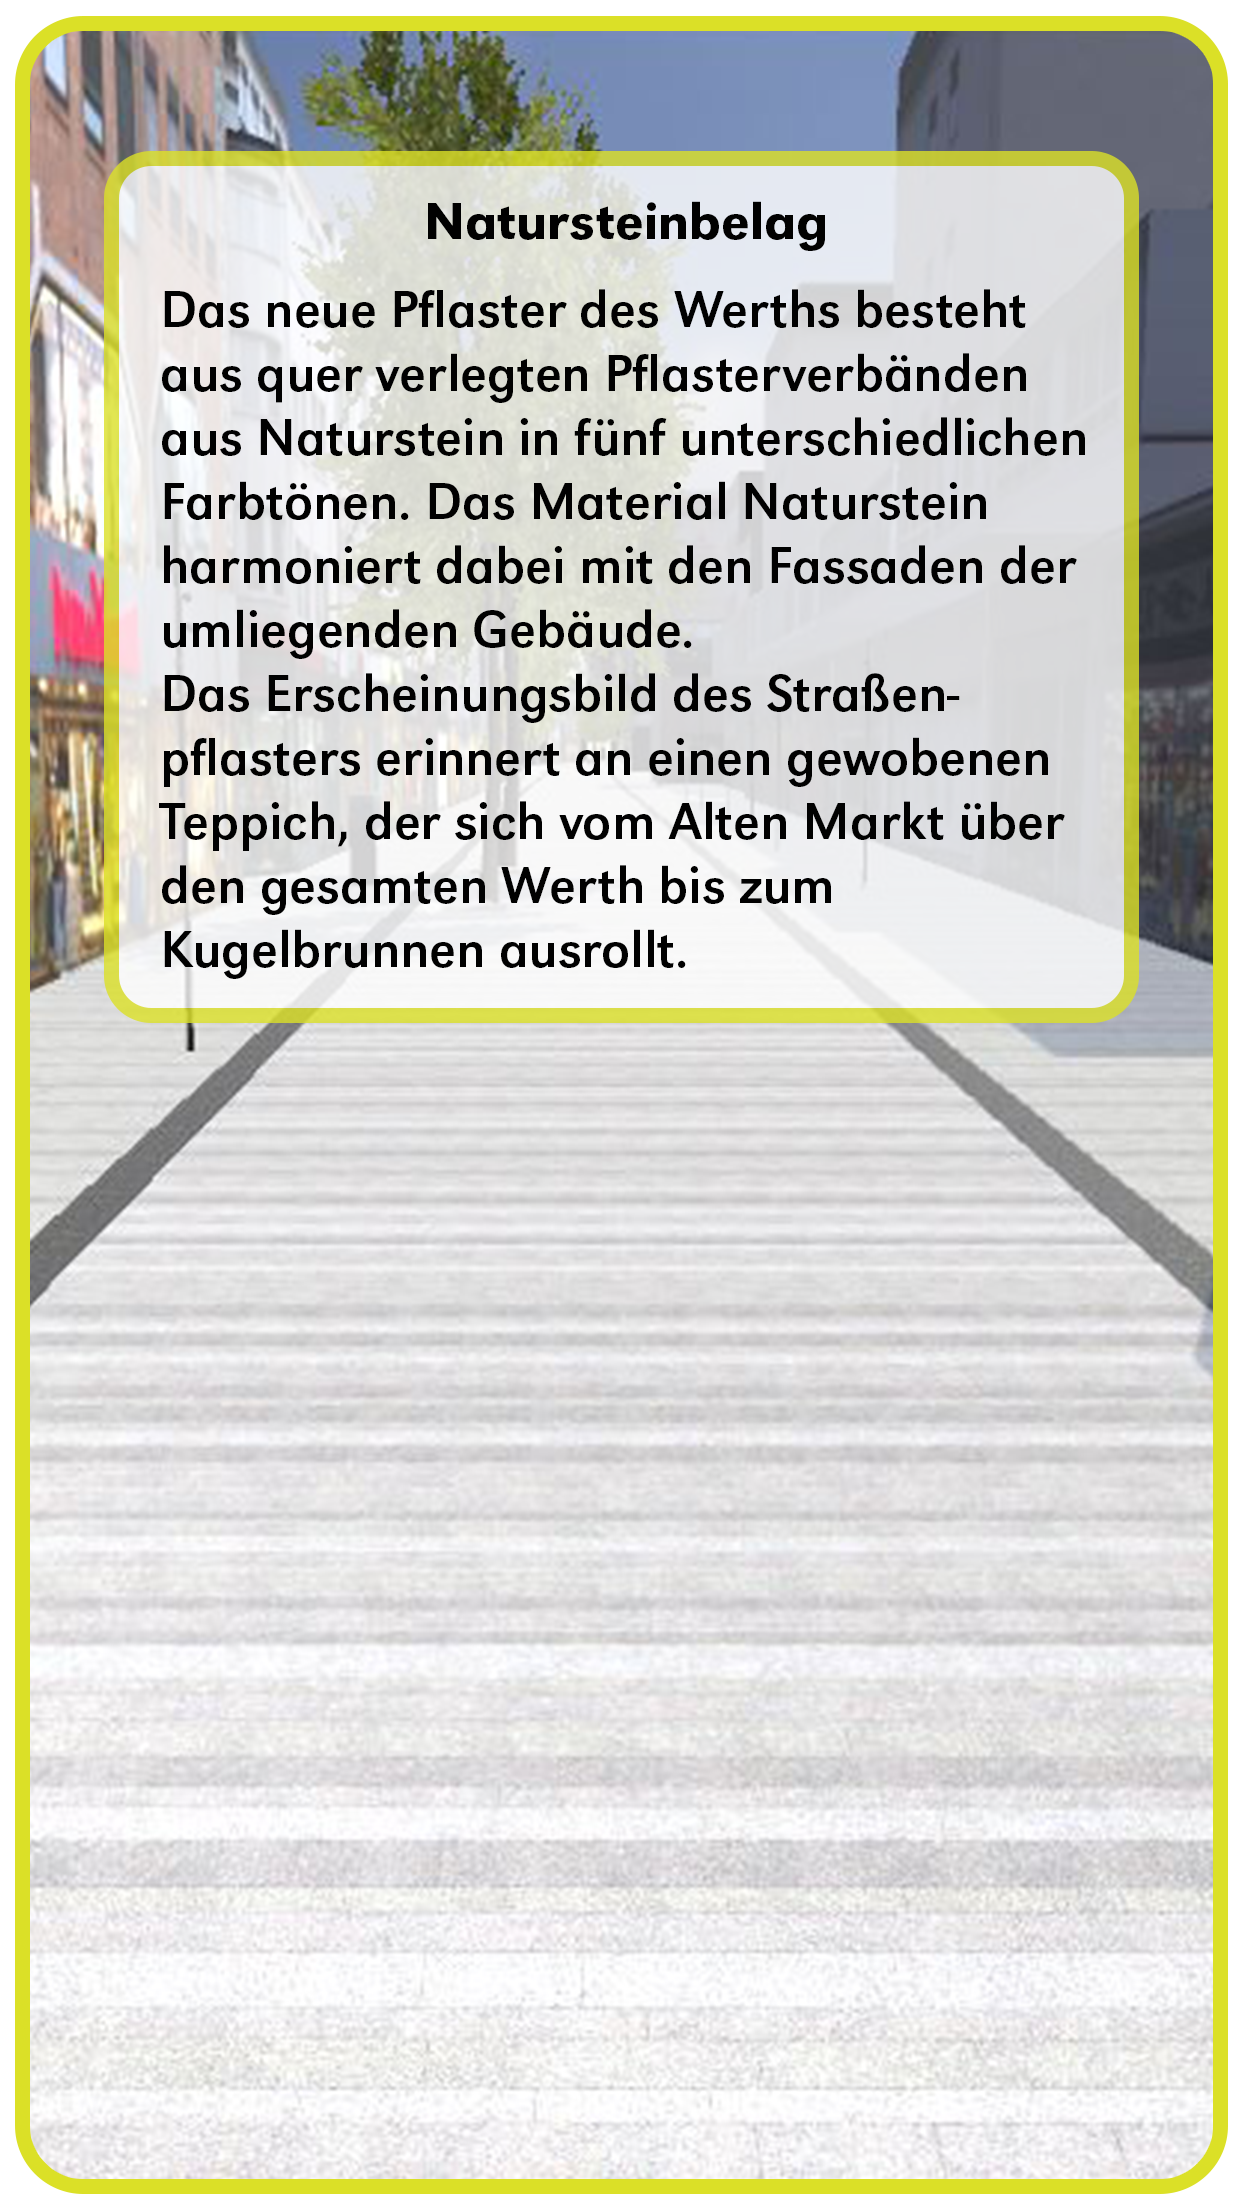 Natursteinbelag
Das neue Pflaster des Werths besteht
aus quer verlegten Pflasterverbänden
aus Naturstein in fünf unterschiedlichen
Farbtönen. Das Material Naturstein
harmoniert dabei mit den Fassaden der
umliegenden Gebäude.
Das Erscheinungsbild des Straßen-
pflasters erinnert an einen gewobenen
Teppich, der sich vom Alten Markt über
den gesamten Werth bis zum
Kugelbrunnen ausrollt.